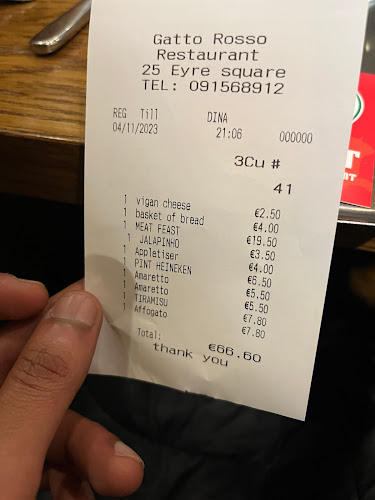 Gatto Rosso
Restaurant
25 Eyre square
TEL: 091568912
REG Till DINA
04/11/2023 21:06 000000
3Cu #
41
1 vigan cheese €2.50
1 basket of bread €4.00
1 MEAT FEAST €19.50
1 JALAPINHO €3.50
1 Appletiser €4.00
1 PINT HEINEKEN €6.50
1 Amaretto €5.50
1 Amaretto €5.50
1 TIRAMISU €7.80
1 Affogato €7.80
Total: €66.60
thank you